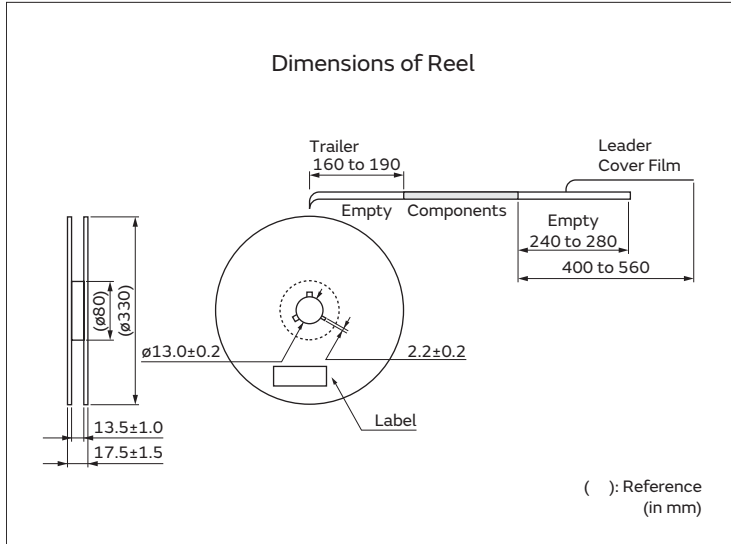 Dimensions of Reel
Trailer
160 to 190
Leader
Cover Film
Empty
Components
Empty
240 to 280
400 to 560
(ø80)
(ø330)
ø13.0±0.2
2.2±0.2
Label
13.5±1.0
17.5±1.5
( ): Reference
(in mm)